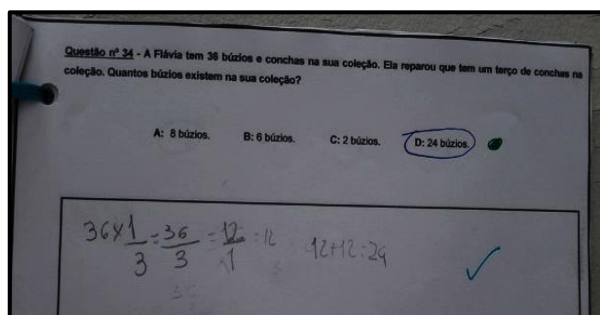 Questão nº 34 - A Flávia tem 36 búzios e conchas na sua coleção. Ela reparou que tem um terço de conchas na
coleção. Quantos búzios existem na sua coleção?
A: 8 búzios. B: 6 búzios. C: 2 búzios. D: 24 búzios.
36 x 1/3 = 36/3 = 12/1 = 12 12+12=24